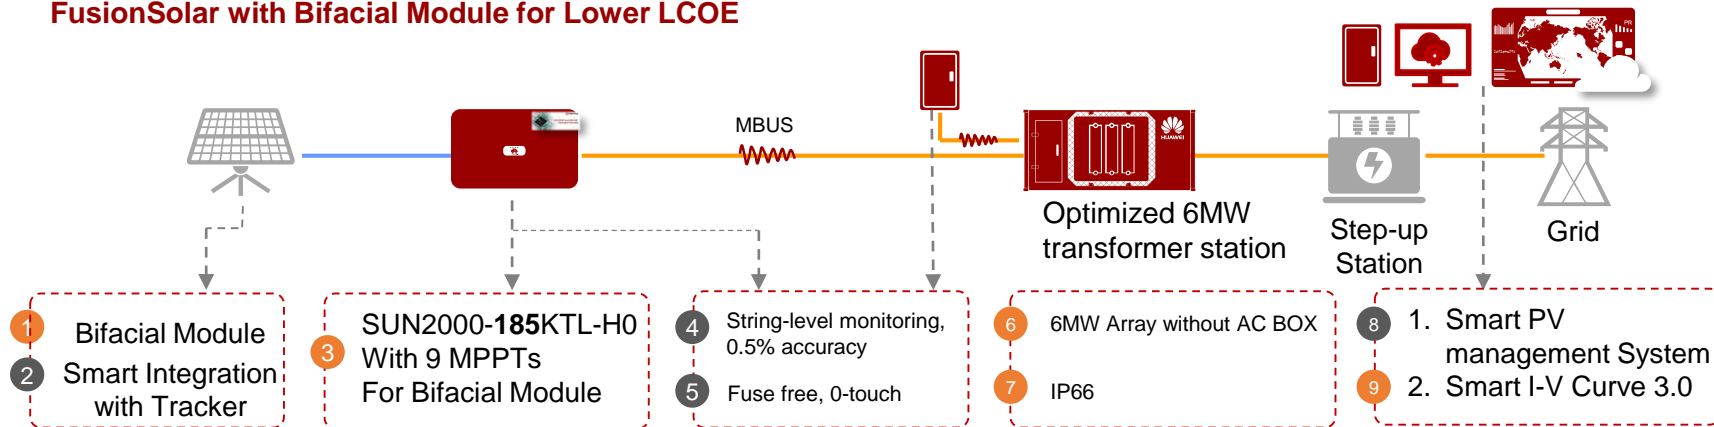 FusionSolar with Bifacial Module for Lower LCOE
PR
MBUS
HUAWEI
Optimized 6MW
transformer station
Step-up
Station
Grid
1
Bifacial Module
2
Smart Integration
with Tracker
3
SUN2000-185KTL-H0
With 9 MPPTs
For Bifacial Module
4
String-level monitoring,
0.5% accuracy
5
Fuse free, 0-touch
6
6MW Array without AC BOX
7
IP66
8
1. Smart PV
management System
9
2. Smart I-V Curve 3.0